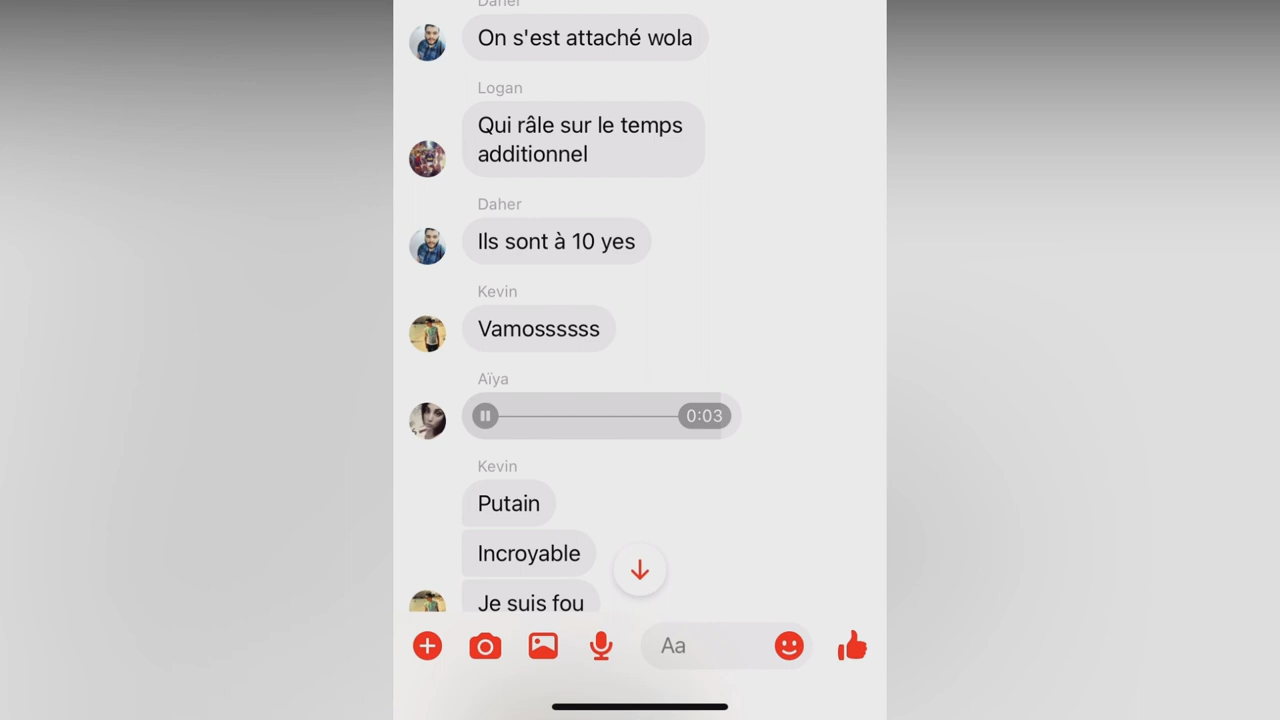 Daher
On s'est attaché wola
Logan
Qui râle sur le temps
additionnel
Daher
Ils sont à 10 yes
Kevin
Vamossssss
Aïya
0:03
Kevin
Putain
Incroyable
Je suis fou
Aa